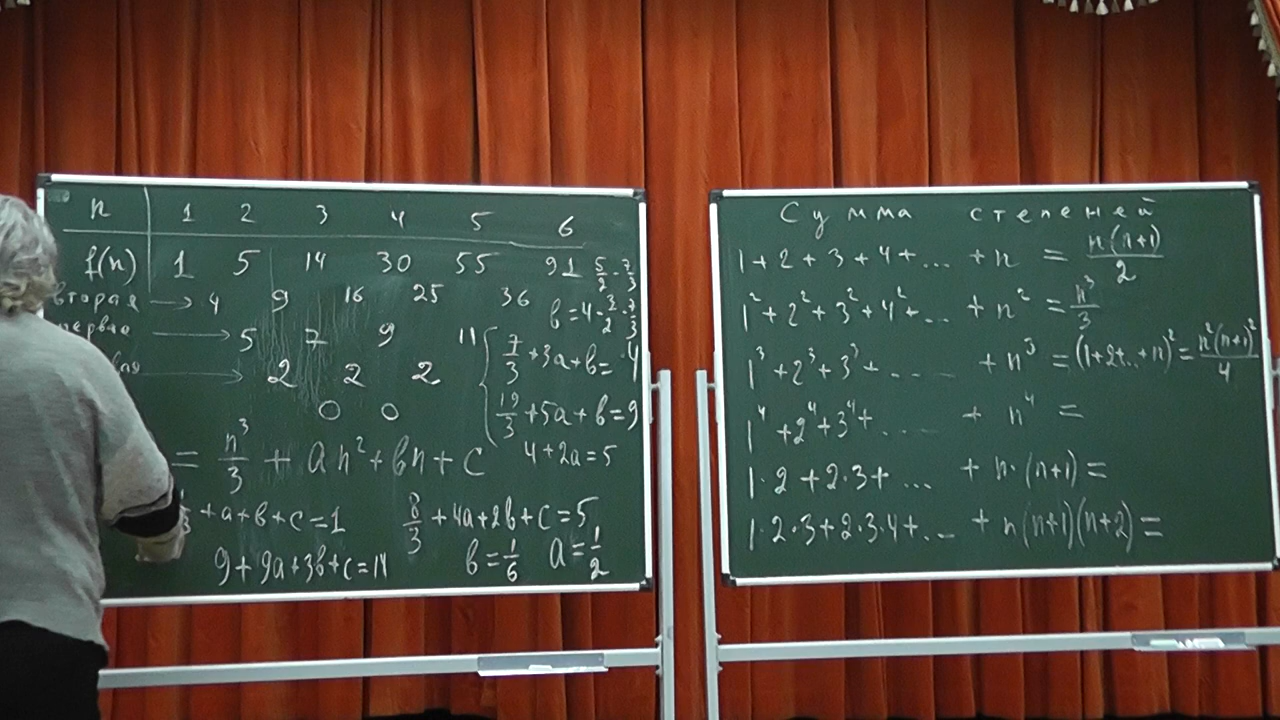 n 1 2 3 4 5 6
f(n) 1 5 14 30 55 91
вторая → 4 9 16 25 36
первая → 5 7 9 11
→ 2 2 2
0 0
5/2 - 7/3
b = 4 - 3/2 - 7/3
7/3 + 3a + b = 4
19/3 + 5a + b = 9
4 + 2a = 5
= n³/3 + an² + bn + c
1/3 + a + b + c = 1
8/3 + 4a + 2b + c = 5
9 + 9a + 3b + c = 14
b = 1/6 a = 1/2
Сумма степеней
1 + 2 + 3 + 4 + ... + n = n(n+1)/2
1² + 2² + 3² + 4² + ... + n² = n³/3
1³ + 2³ + 3³ + .... + n³ = (1+2+..+n)² = n²(n+1)²/4
1⁴ + 2⁴ + 3⁴ + .... + n⁴ =
1·2 + 2·3 + ... + n·(n+1) =
1·2·3 + 2·3·4 + ... + n(n+1)(n+2) =